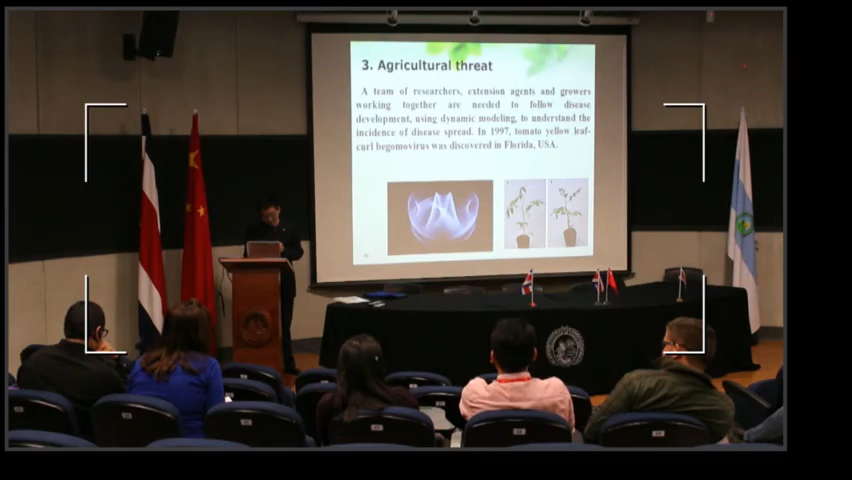 3. Agricultural threat
A team of researchers, extension agents and growers
working together are needed to follow disease
development, using dynamic modeling, to understand the
incidence of disease spread. In 1997, tomato yellow leaf-
curl begomovirus was discovered in Florida, USA.